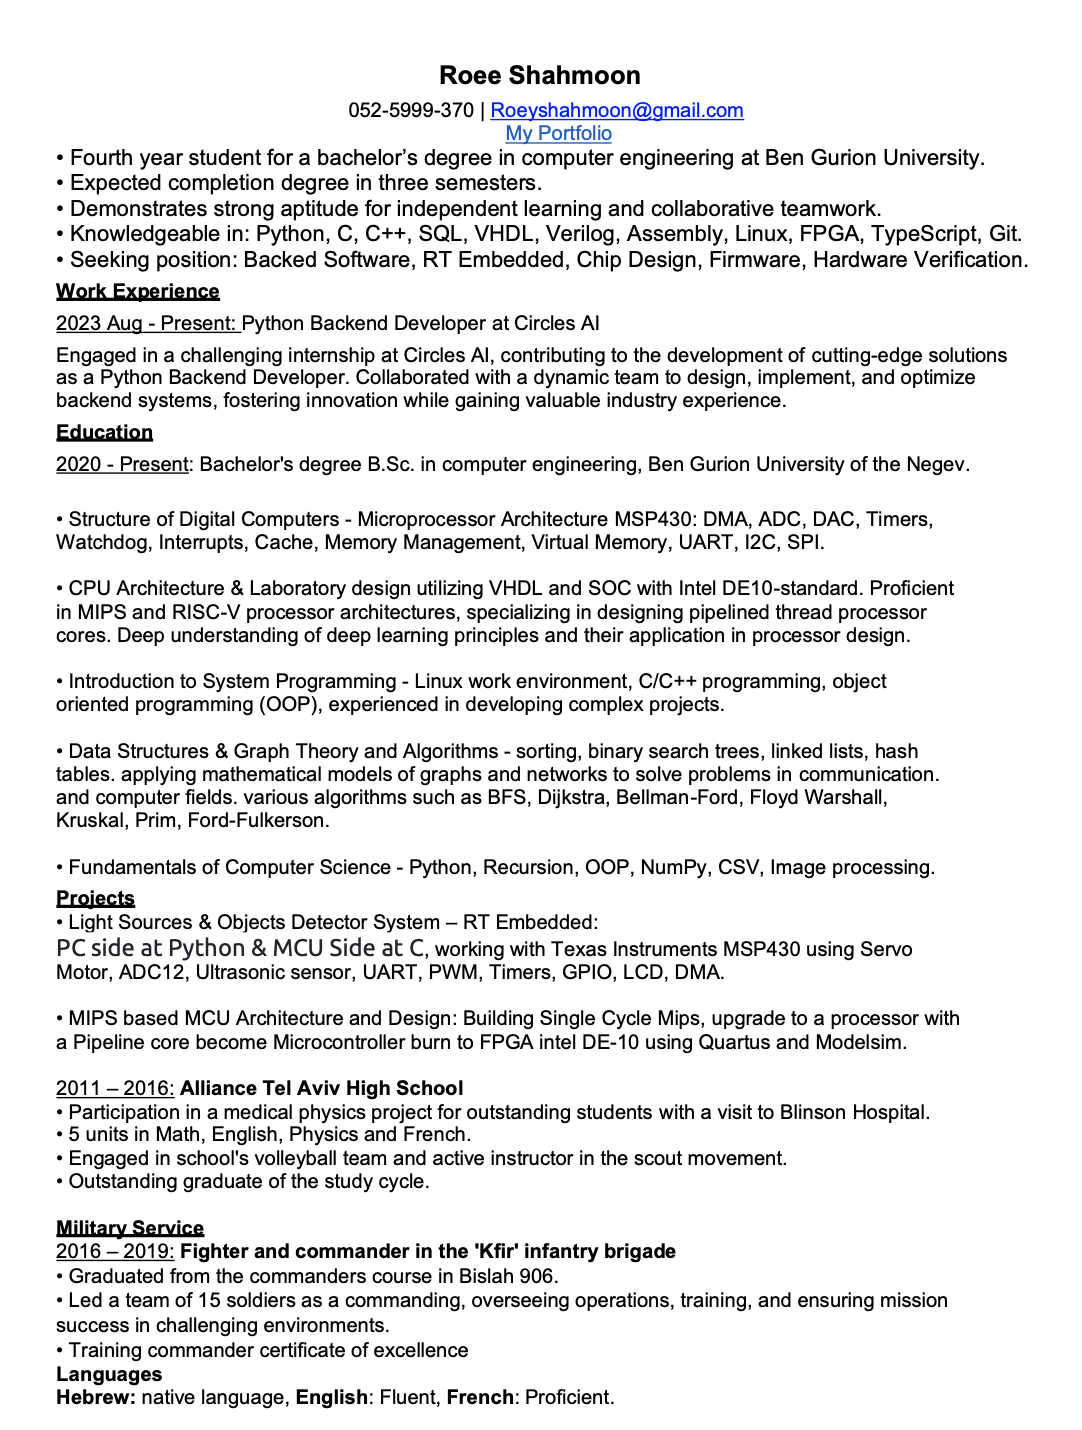 Roee Shahmoon
052-5999-370 | Roeyshahmoon@gmail.com
My Portfolio
• Fourth year student for a bachelor’s degree in computer engineering at Ben Gurion University.
• Expected completion degree in three semesters.
• Demonstrates strong aptitude for independent learning and collaborative teamwork.
• Knowledgeable in: Python, C, C++, SQL, VHDL, Verilog, Assembly, Linux, FPGA, TypeScript, Git.
• Seeking position: Backed Software, RT Embedded, Chip Design, Firmware, Hardware Verification.
Work Experience
2023 Aug - Present: Python Backend Developer at Circles AI
Engaged in a challenging internship at Circles AI, contributing to the development of cutting-edge solutions
as a Python Backend Developer. Collaborated with a dynamic team to design, implement, and optimize
backend systems, fostering innovation while gaining valuable industry experience.
Education
2020 - Present: Bachelor's degree B.Sc. in computer engineering, Ben Gurion University of the Negev.
• Structure of Digital Computers - Microprocessor Architecture MSP430: DMA, ADC, DAC, Timers,
Watchdog, Interrupts, Cache, Memory Management, Virtual Memory, UART, I2C, SPI.
• CPU Architecture & Laboratory design utilizing VHDL and SOC with Intel DE10-standard. Proficient
in MIPS and RISC-V processor architectures, specializing in designing pipelined thread processor
cores. Deep understanding of deep learning principles and their application in processor design.
• Introduction to System Programming - Linux work environment, C/C++ programming, object
oriented programming (OOP), experienced in developing complex projects.
• Data Structures & Graph Theory and Algorithms - sorting, binary search trees, linked lists, hash
tables. applying mathematical models of graphs and networks to solve problems in communication.
and computer fields. various algorithms such as BFS, Dijkstra, Bellman-Ford, Floyd Warshall,
Kruskal, Prim, Ford-Fulkerson.
• Fundamentals of Computer Science - Python, Recursion, OOP, NumPy, CSV, Image processing.
Projects
• Light Sources & Objects Detector System – RT Embedded:
PC side at Python & MCU Side at C, working with Texas Instruments MSP430 using Servo
Motor, ADC12, Ultrasonic sensor, UART, PWM, Timers, GPIO, LCD, DMA.
• MIPS based MCU Architecture and Design: Building Single Cycle Mips, upgrade to a processor with
a Pipeline core become Microcontroller burn to FPGA intel DE-10 using Quartus and Modelsim.
2011 – 2016: Alliance Tel Aviv High School
• Participation in a medical physics project for outstanding students with a visit to Blinson Hospital.
• 5 units in Math, English, Physics and French.
• Engaged in school's volleyball team and active instructor in the scout movement.
• Outstanding graduate of the study cycle.
Military Service
2016 – 2019: Fighter and commander in the 'Kfir' infantry brigade
• Graduated from the commanders course in Bislah 906.
• Led a team of 15 soldiers as a commanding, overseeing operations, training, and ensuring mission
success in challenging environments.
• Training commander certificate of excellence
Languages
Hebrew: native language, English: Fluent, French: Proficient.